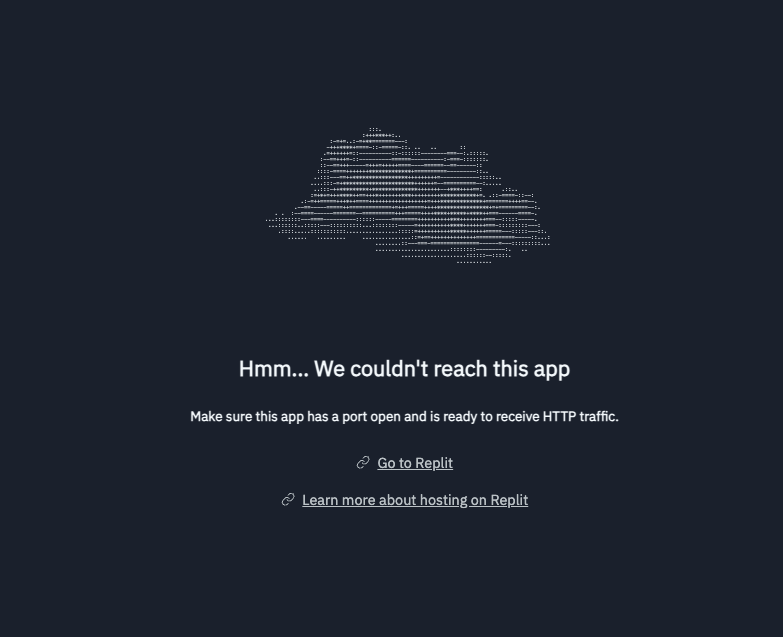 Hmm... We couldn't reach this app
Make sure this app has a port open and is ready to receive HTTP traffic.
Go to Replit
Learn more about hosting on Replit